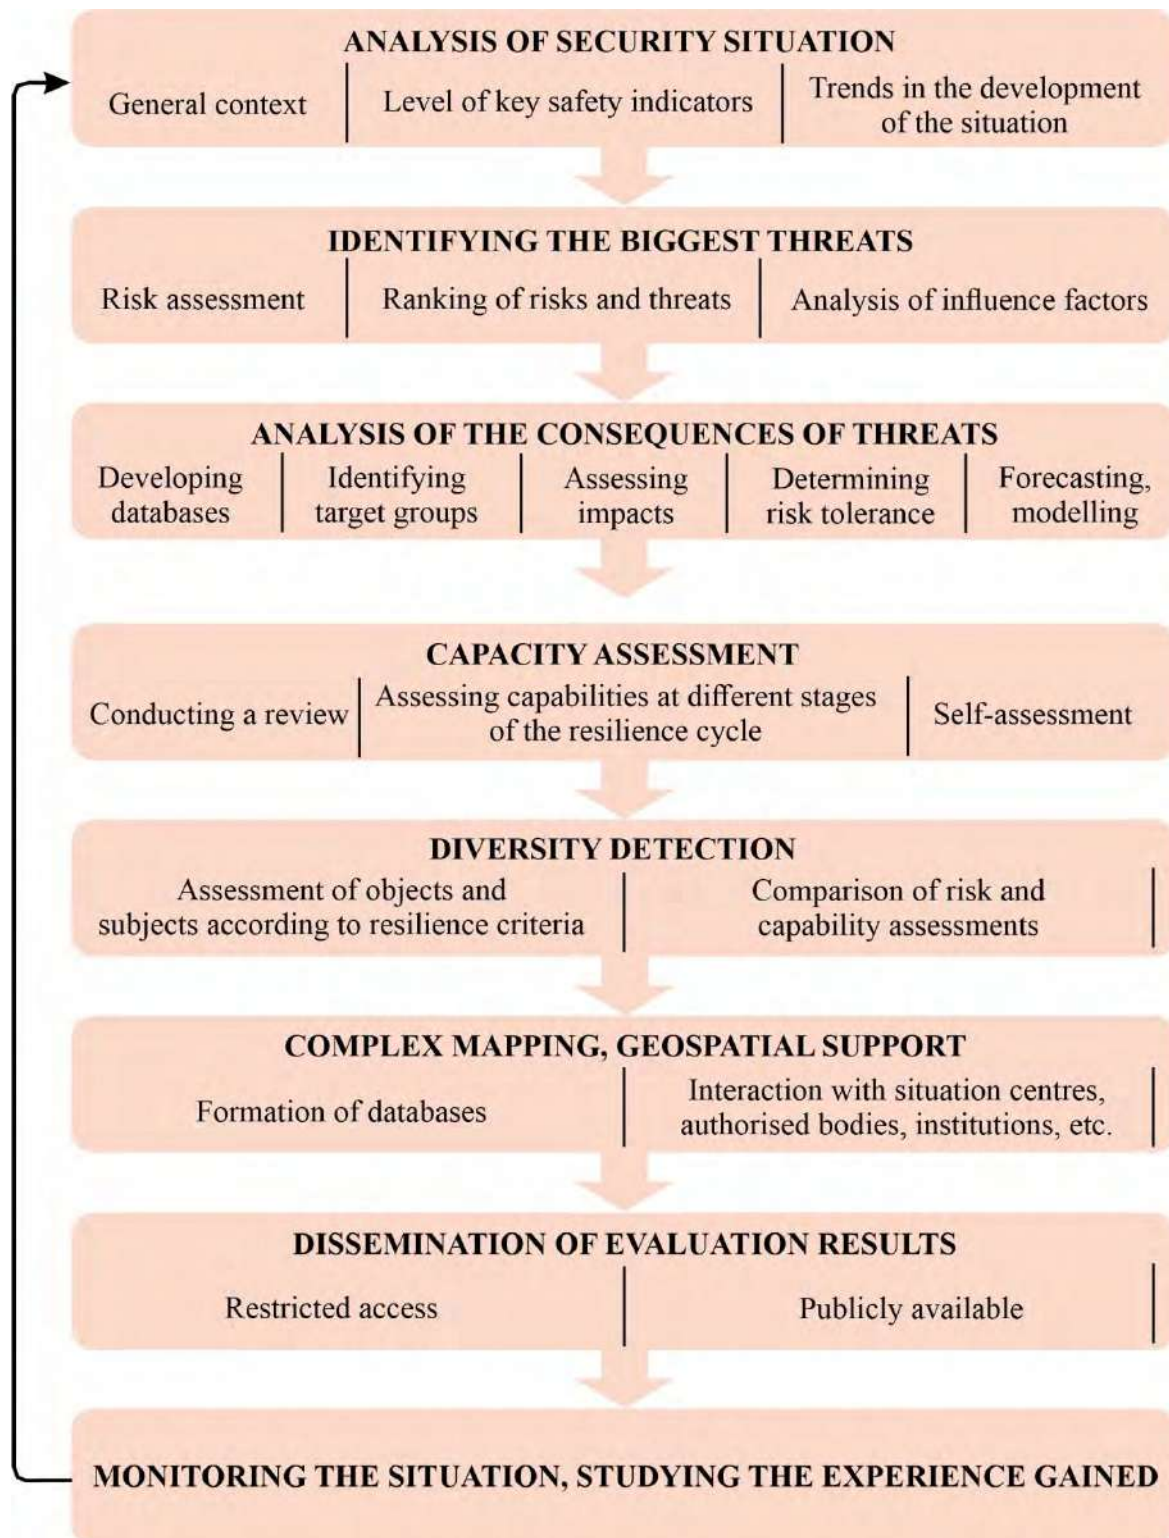 ANALYSIS OF SECURITY SITUATION
General context
Level of key safety indicators
Trends in the development
of the situation
IDENTIFYING THE BIGGEST THREATS
Risk assessment
Ranking of risks and threats
Analysis of influence factors
ANALYSIS OF THE CONSEQUENCES OF THREATS
Developing
databases
Identifying
target groups
Assessing
impacts
Determining
risk tolerance
Forecasting,
modelling
CAPACITY ASSESSMENT
Conducting a review
Assessing capabilities at different stages
of the resilience cycle
Self-assessment
DIVERSITY DETECTION
Assessment of objects and
subjects according to resilience criteria
Comparison of risk and
capability assessments
COMPLEX MAPPING, GEOSPATIAL SUPPORT
Formation of databases
Interaction with situation centres,
authorised bodies, institutions, etc.
DISSEMINATION OF EVALUATION RESULTS
Restricted access
Publicly available
MONITORING THE SITUATION, STUDYING THE EXPERIENCE GAINED